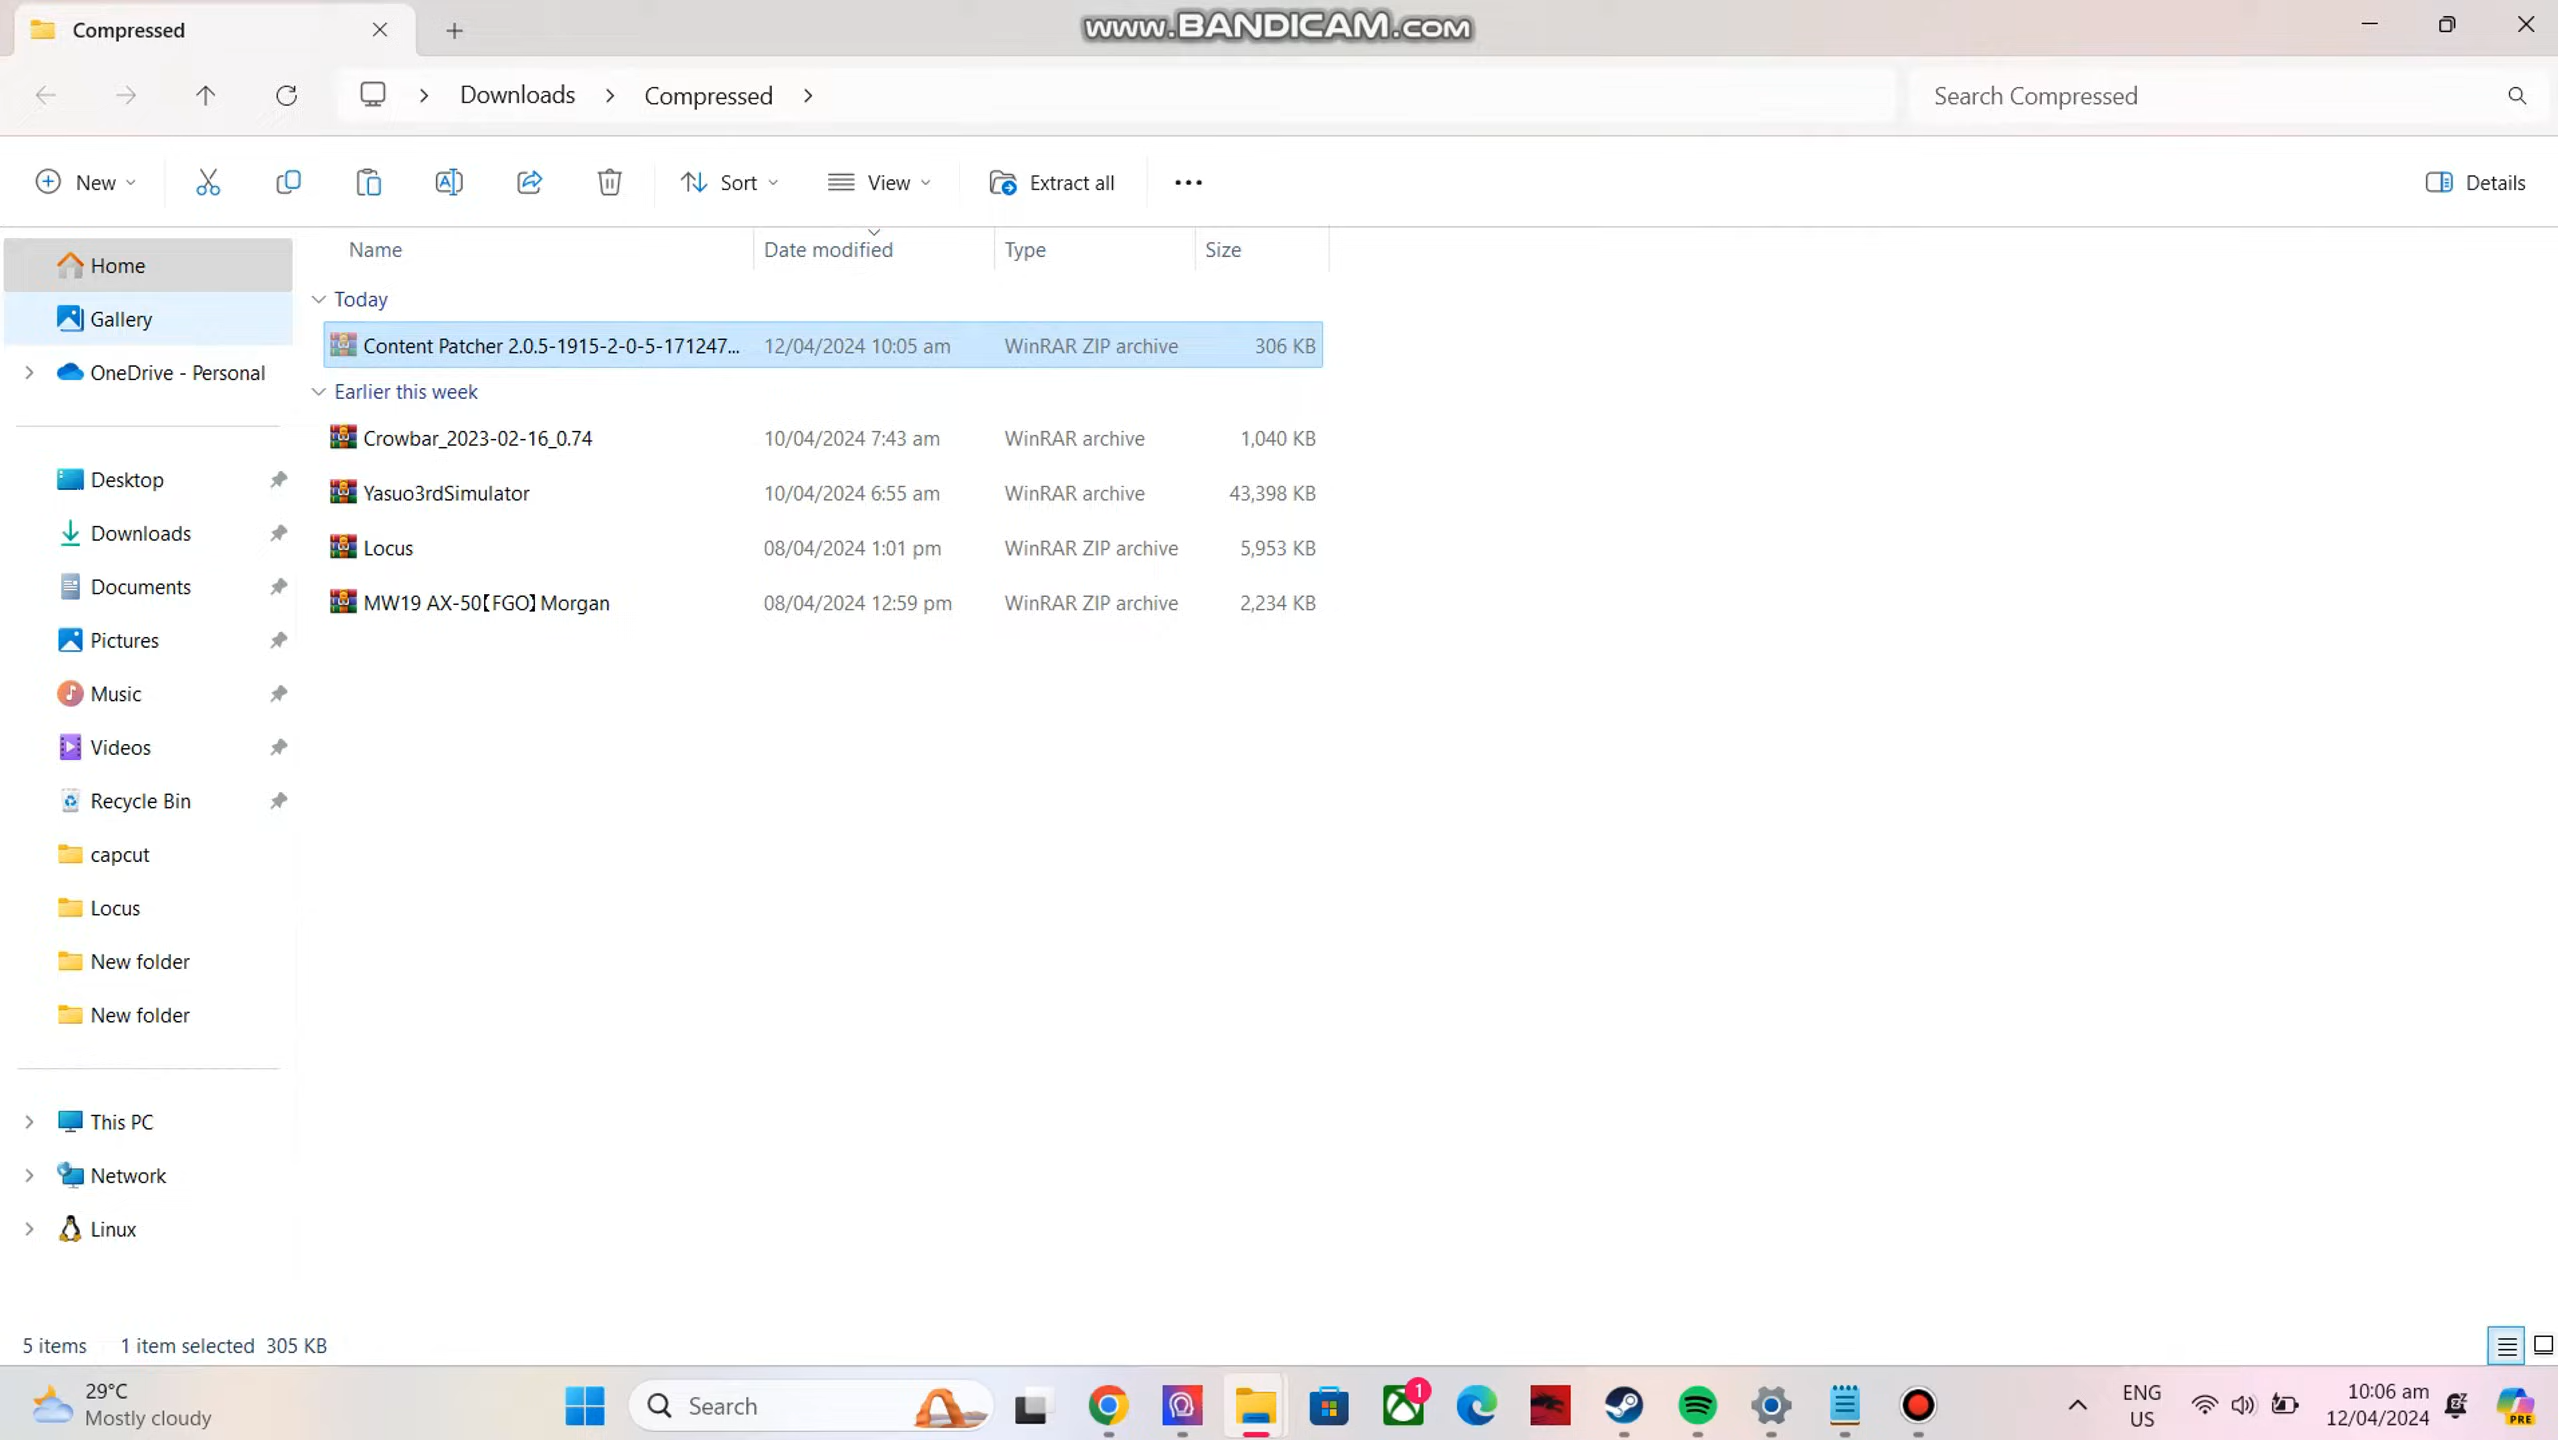 Compressed
www.BANDICAM.com
Downloads
Compressed
Search Compressed
New
Sort
View
Extract all
Details
Name
Date modified
Type
Size
Home
Gallery
OneDrive - Personal
Desktop
Downloads
Documents
Pictures
Music
Videos
Recycle Bin
capcut
Locus
New folder
New folder
This PC
Network
Linux
Today
Content Patcher 2.0.5-1915-2-0-5-171247... 12/04/2024 10:05 am WinRAR ZIP archive 306 KB
Earlier this week
Crowbar_2023-02-16_0.74 10/04/2024 7:43 am WinRAR archive 1,040 KB
Yasuo3rdSimulator 10/04/2024 6:55 am WinRAR archive 43,398 KB
Locus 08/04/2024 1:01 pm WinRAR ZIP archive 5,953 KB
MW19 AX-50【FGO】Morgan 08/04/2024 12:59 pm WinRAR ZIP archive 2,234 KB
5 items 1 item selected 305 KB
29°C
Mostly cloudy
Search
1
ENG
US
10:06 am
12/04/2024
PRE